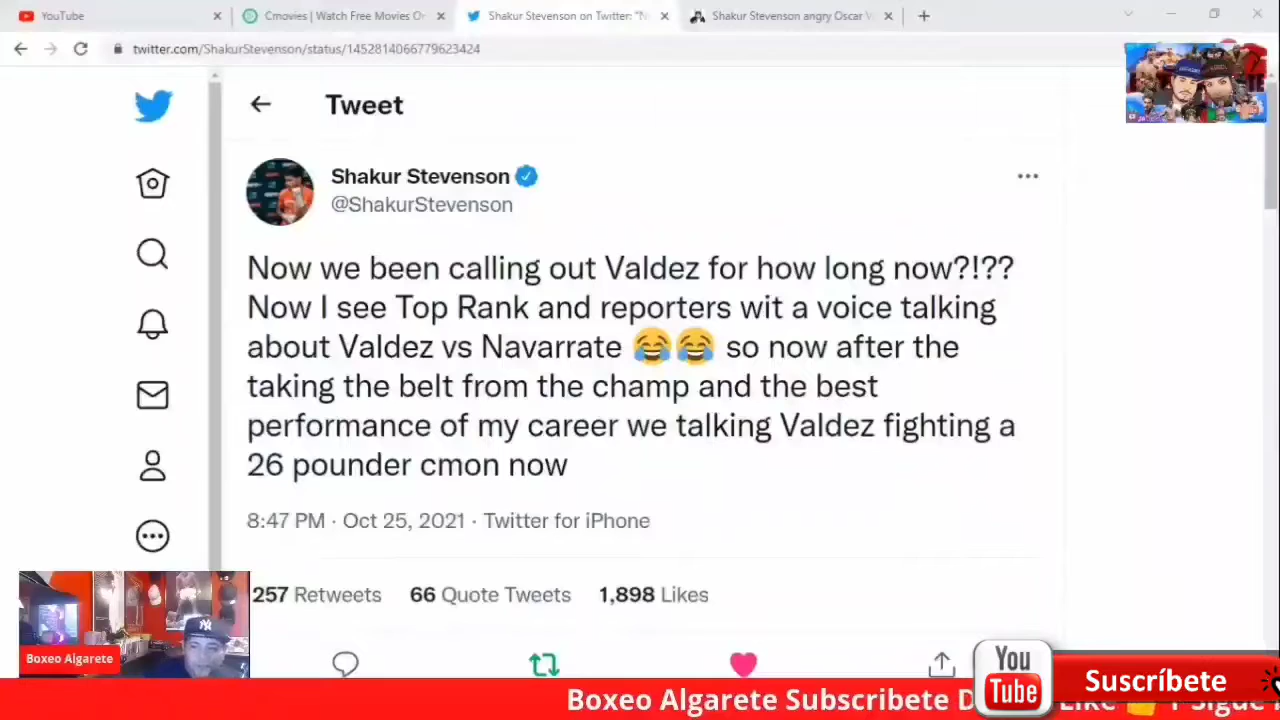 YouTube
Cmovies | Watch Free Movies O
Shakur Stevenson on Twitter: "N
Shakur Stevenson angry Oscar V
twitter.com/ShakurStevenson/status/1452814066779623424
Tweet
Shakur Stevenson
@ShakurStevenson
Now we been calling out Valdez for how long now?!??
Now I see Top Rank and reporters wit a voice talking
about Valdez vs Navarrate 😂😂 so now after the
taking the belt from the champ and the best
performance of my career we talking Valdez fighting a
26 pounder cmon now
8:47 PM · Oct 25, 2021 · Twitter for iPhone
257 Retweets 66 Quote Tweets 1,898 Likes
Boxeo Algarete
You
Tube
Suscríbete
Boxeo Algarete Subscribete D Like 👍 Y Sigue